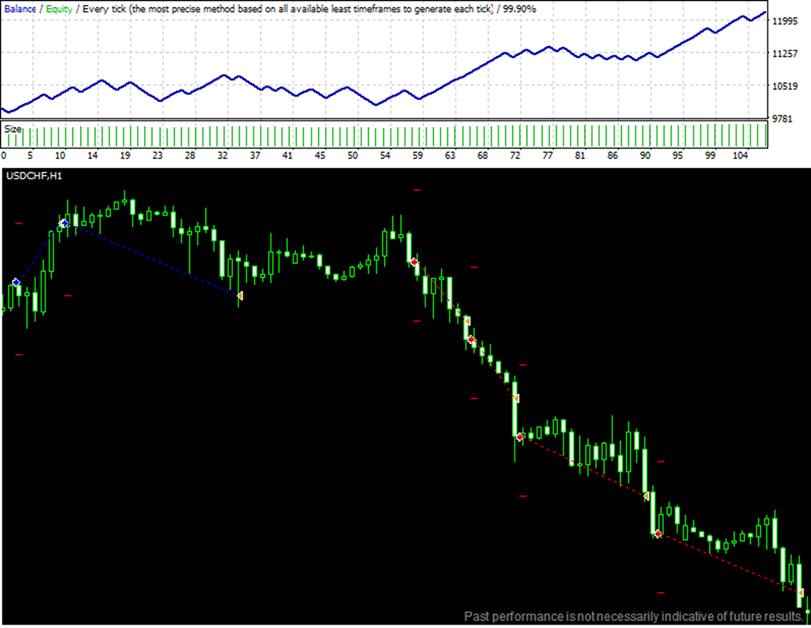 Balance / Equity / Every tick (the most precise method based on all available least timeframes to generate each tick) / 99.90%
11995
11257
10519
9781
Size
0 5 10 14 19 23 28 32 37 41 45 50 54 59 63 68 72 77 81 86 90 95 99 104
USDCHF,H1
Past performance is not necessarily indicative of future results.